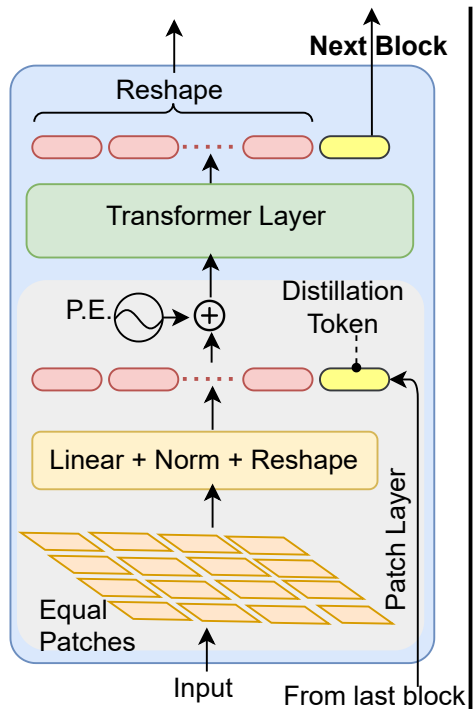 Next Block
Reshape
Transformer Layer
P.E.
Distillation
Token
Linear + Norm + Reshape
Patch Layer
Equal
Patches
Input
From last block